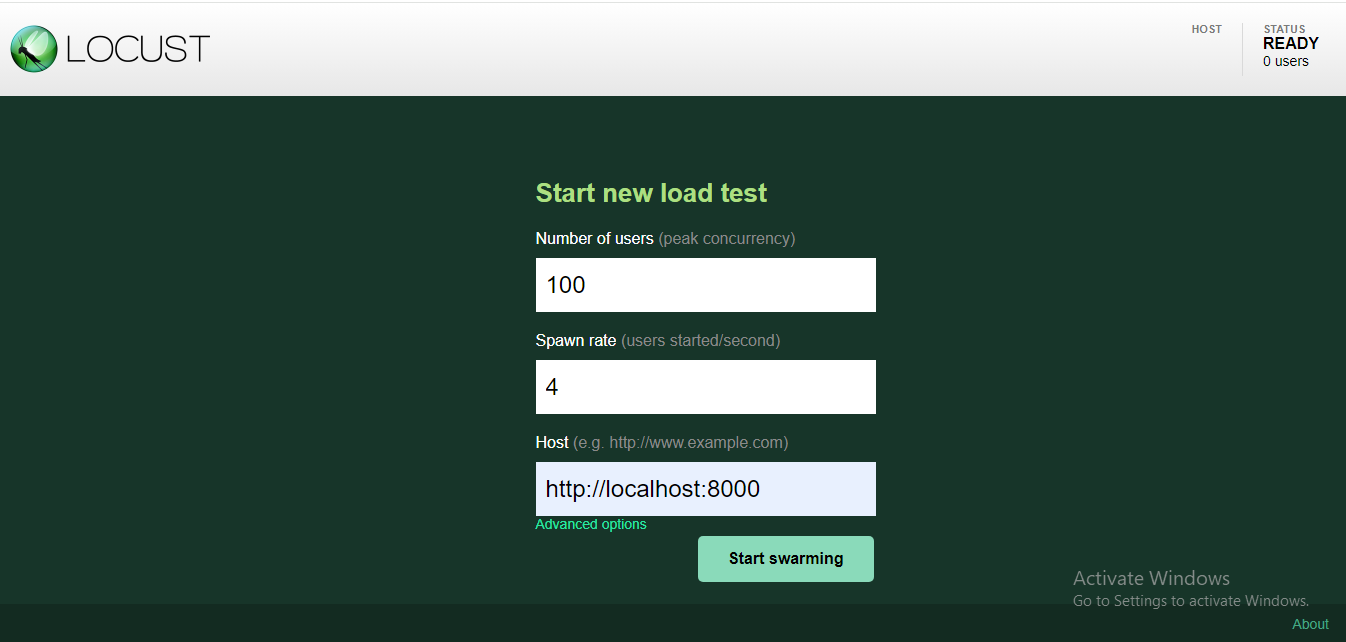 LOCUST
HOST
STATUS
READY
0 users
Start new load test
Number of users (peak concurrency)
100
Spawn rate (users started/second)
4
Host (e.g. http://www.example.com)
http://localhost:8000
Advanced options
Start swarming
Activate Windows
Go to Settings to activate Windows.
About